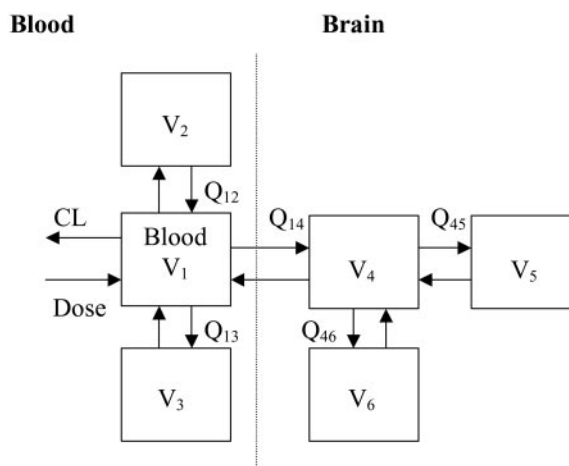 Blood
Brain
V₂
Q₁₂
CL
Blood
V₁
Dose
Q₁₄
V₄
Q₄₅
V₅
Q₁₃
V₃
Q₄₆
V₆